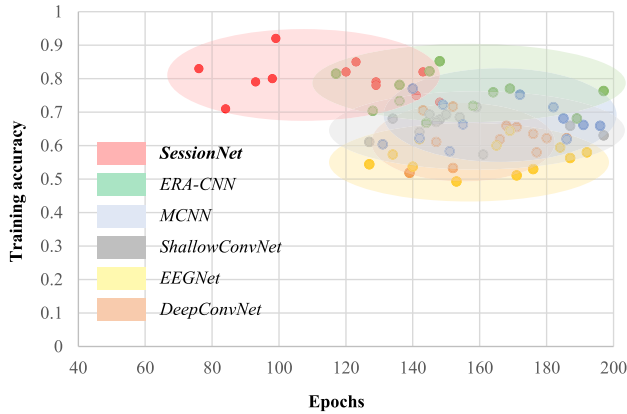 1
0.9
0.8
0.7
0.6
0.5
0.4
0.3
0.2
0.1
0
Training accuracy
SessionNet
ERA-CNN
MCNN
ShallowConvNet
EEGNet
DeepConvNet
40 60 80 100 120 140 160 180 200
Epochs